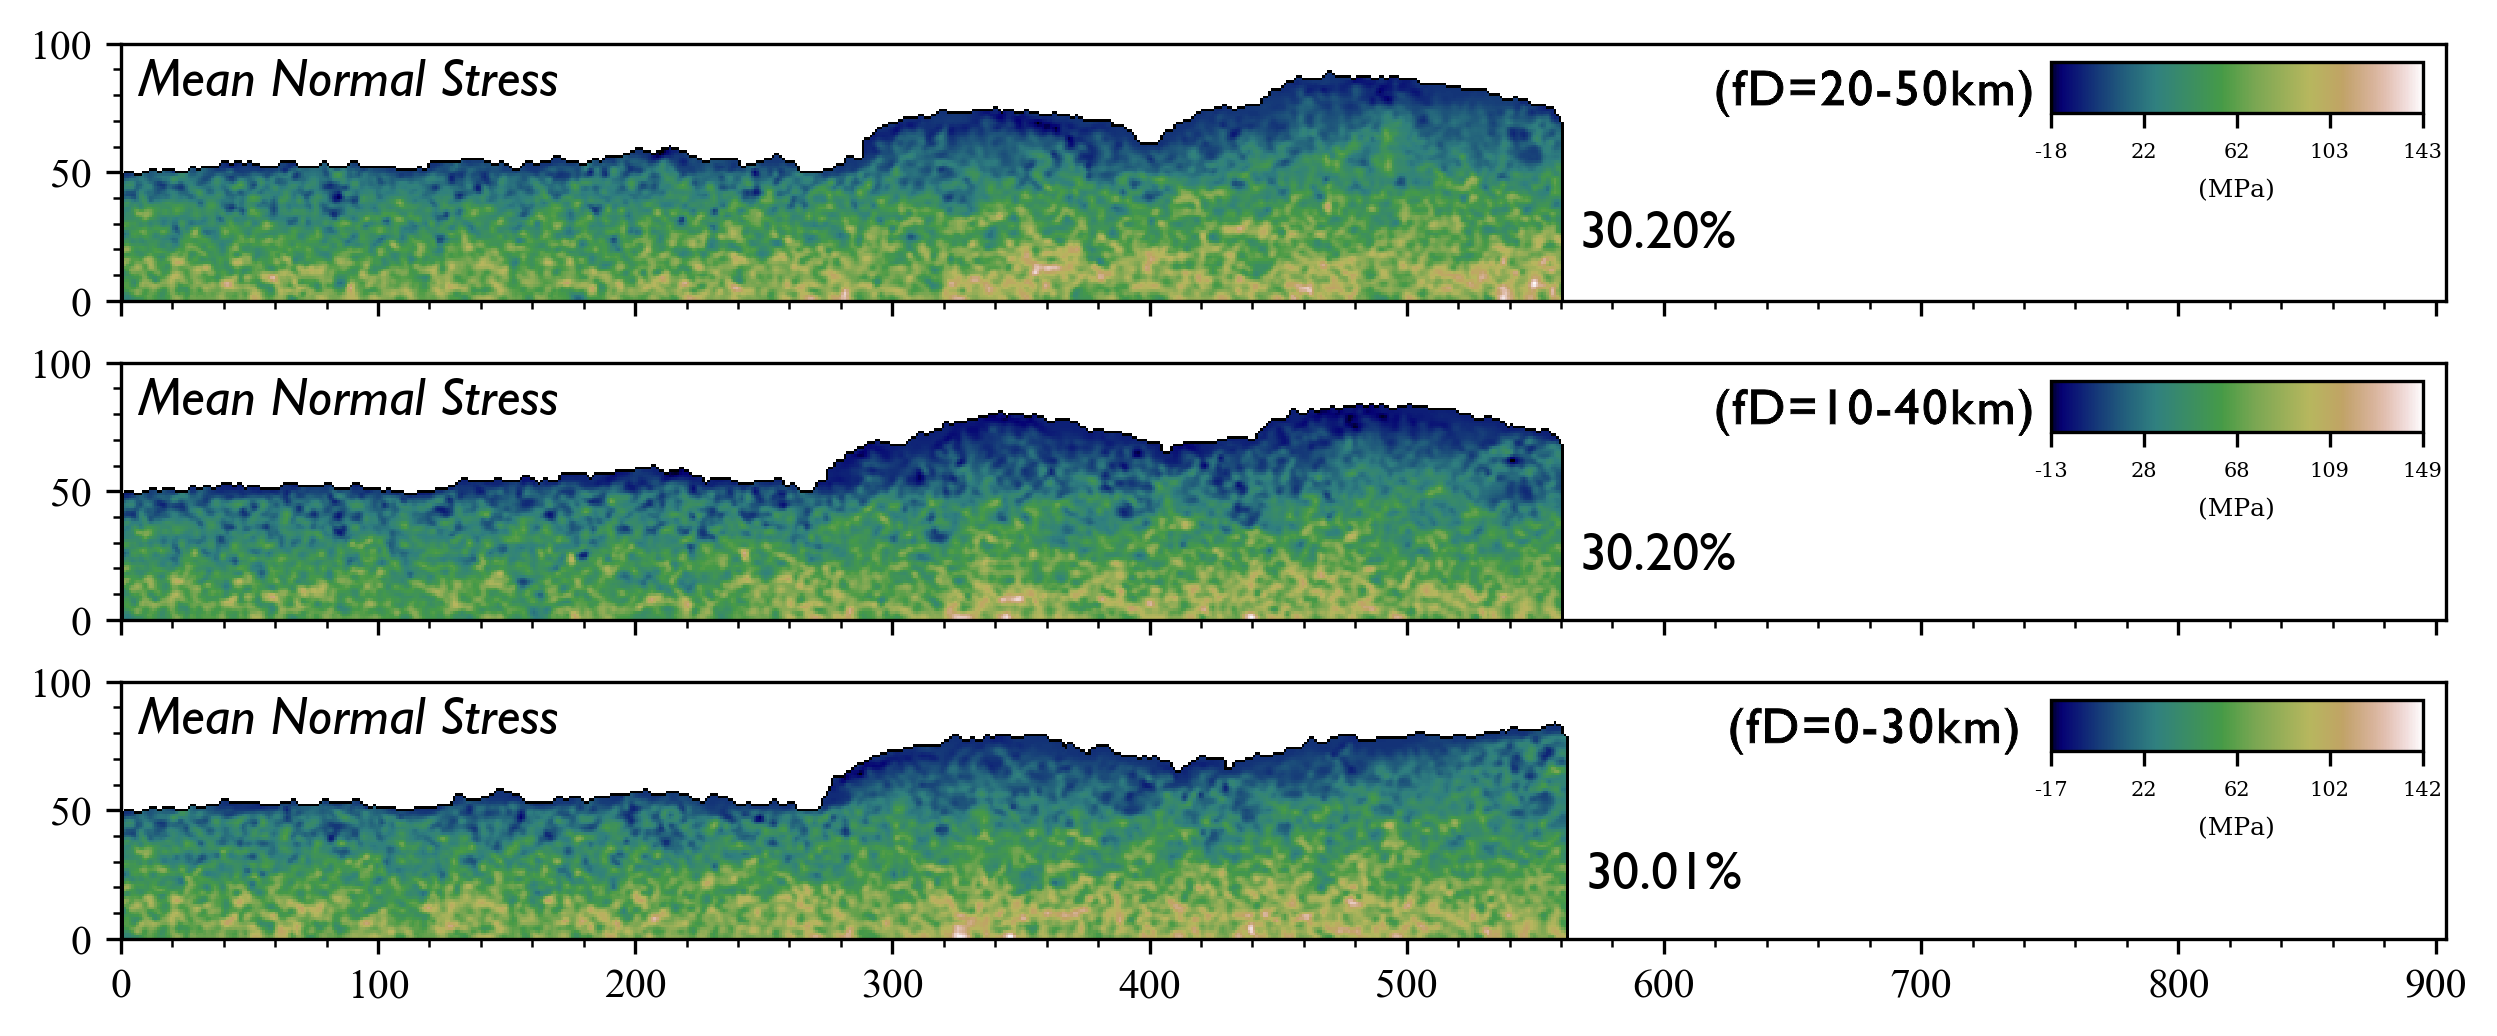 100
Mean Normal Stress
(fD=20-50km)
50
-18 22 62 103 143
(MPa)
30.20%
0
100
Mean Normal Stress
(fD=10-40km)
50
-13 28 68 109 149
(MPa)
30.20%
0
100
Mean Normal Stress
(fD=0-30km)
50
-17 22 62 102 142
(MPa)
30.01%
0
0 100 200 300 400 500 600 700 800 900